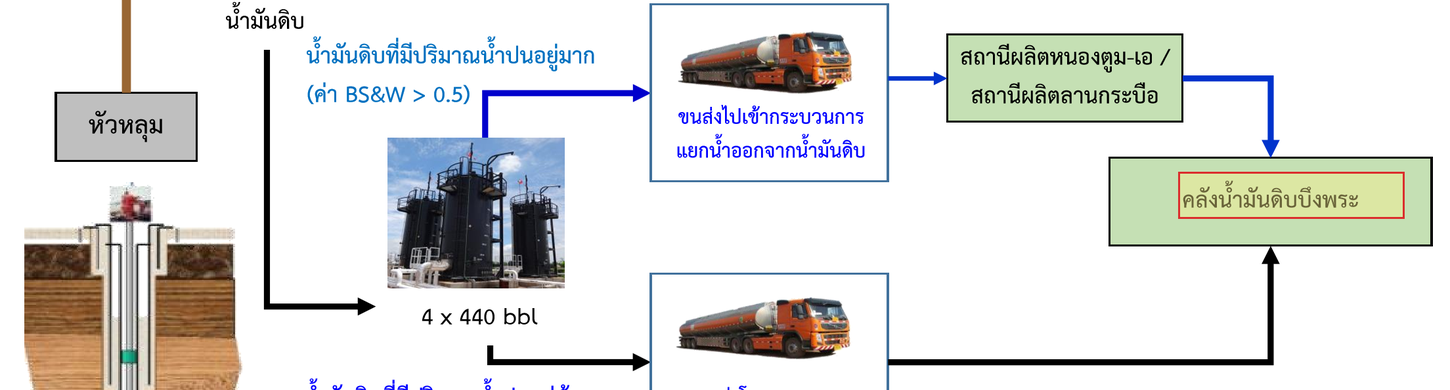 น้ำมันดิบ
น้ำมันดิบที่มีปริมาณน้ำปนอยู่มาก
(ค่า BS&W > 0.5)
หัวหลุม
ขนส่งไปเข้ากระบวนการ
แยกน้ำออกจากน้ำมันดิบ
สถานีผลิตหนองตูม-เอ /
สถานีผลิตลานกระบือ
คลังน้ำมันดิบบึงพระ
4 x 440 bbl